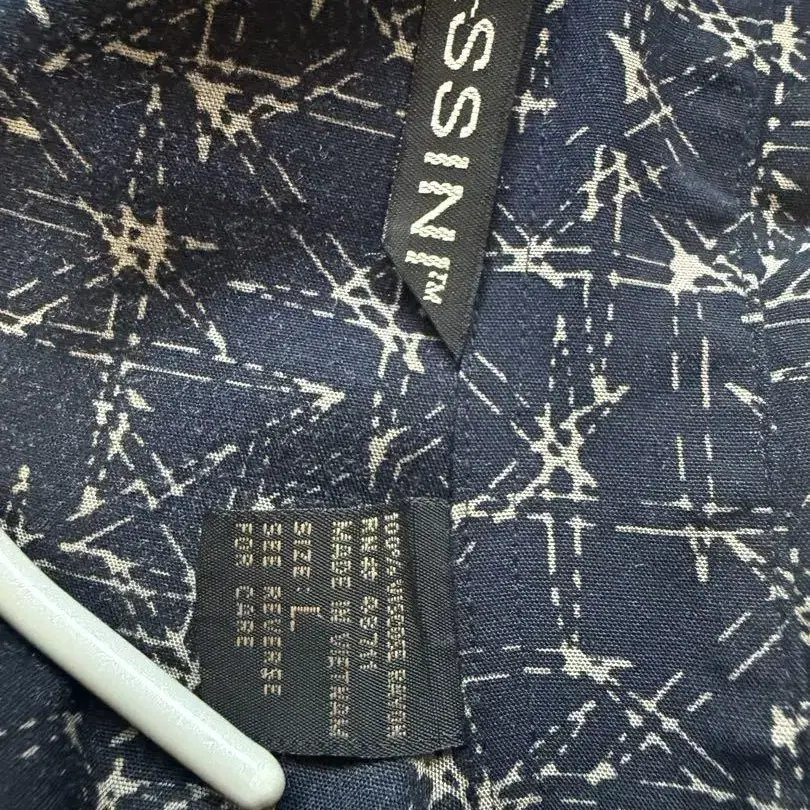 -SSINI™
100% VISCOSE RAYON
MADE IN VIETNAM
SIZE: L
SEE REVERSE
FOR CARE